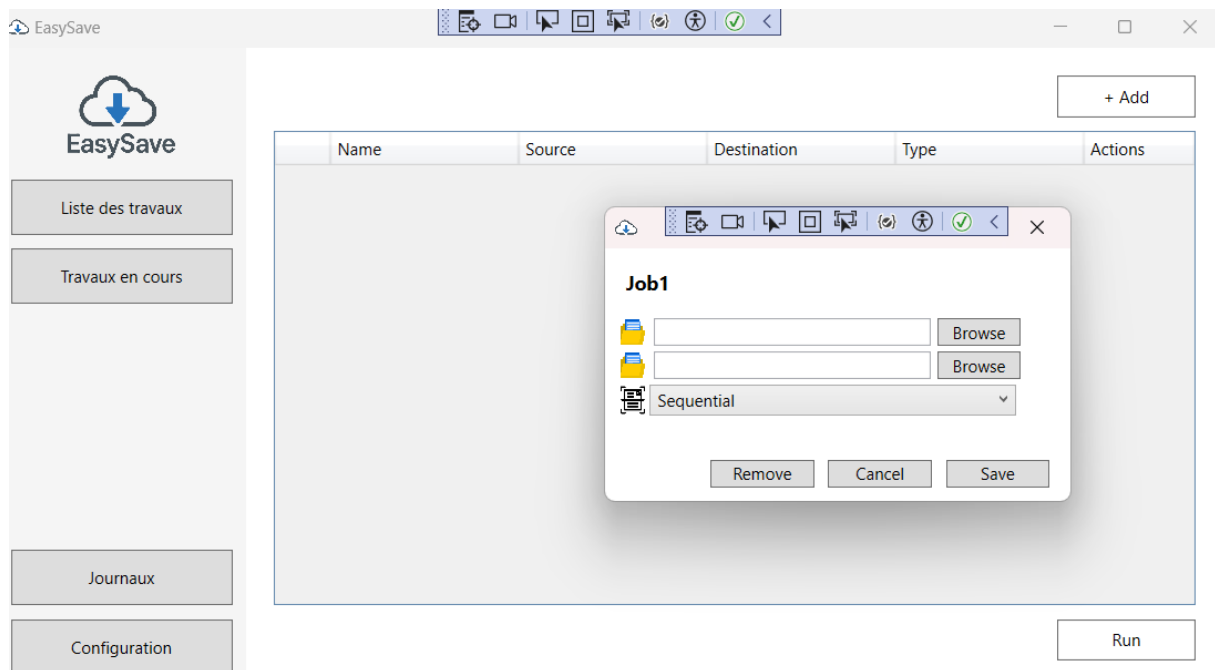 EasySave
EasySave
+ Add
Name Source Destination Type Actions
Liste des travaux
Travaux en cours
Job1
Browse
Browse
Sequential
Remove Cancel Save
Journaux
Configuration
Run